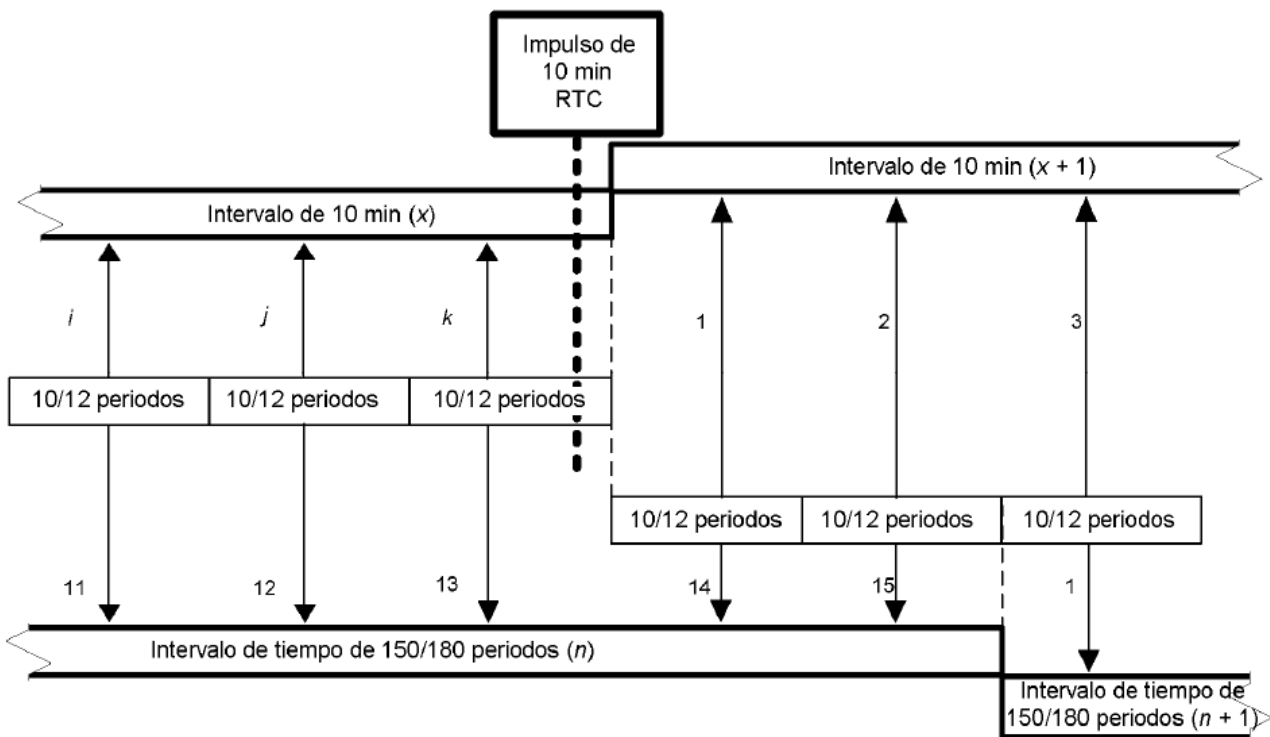 Impulso de
10 min
RTC
Intervalo de 10 min (x + 1)
Intervalo de 10 min (x)
i
j
k
1
2
3
10/12 periodos
10/12 periodos
10/12 periodos
10/12 periodos
10/12 periodos
10/12 periodos
11
12
13
14
15
1
Intervalo de tiempo de 150/180 periodos (n)
Intervalo de tiempo de
150/180 periodos (n + 1)